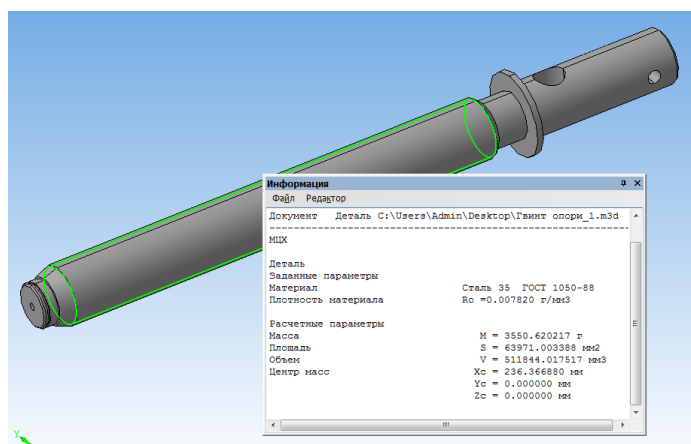 Информация
Файл Редактор
Документ Деталь C:\Users\Admin\Desktop\Гвинт опори_1.m3d
МЦХ
Деталь
Заданные параметры
Материал Сталь 35 ГОСТ 1050-88
Плотность материала Ro =0.007820 г/мм3
Расчетные параметры
Масса M = 3550.620217 г
Площадь S = 63971.003388 мм2
Объем V = 511844.017517 мм3
Центр масс Xc = 236.366880 мм
Yc = 0.000000 мм
Zc = 0.000000 мм
Y